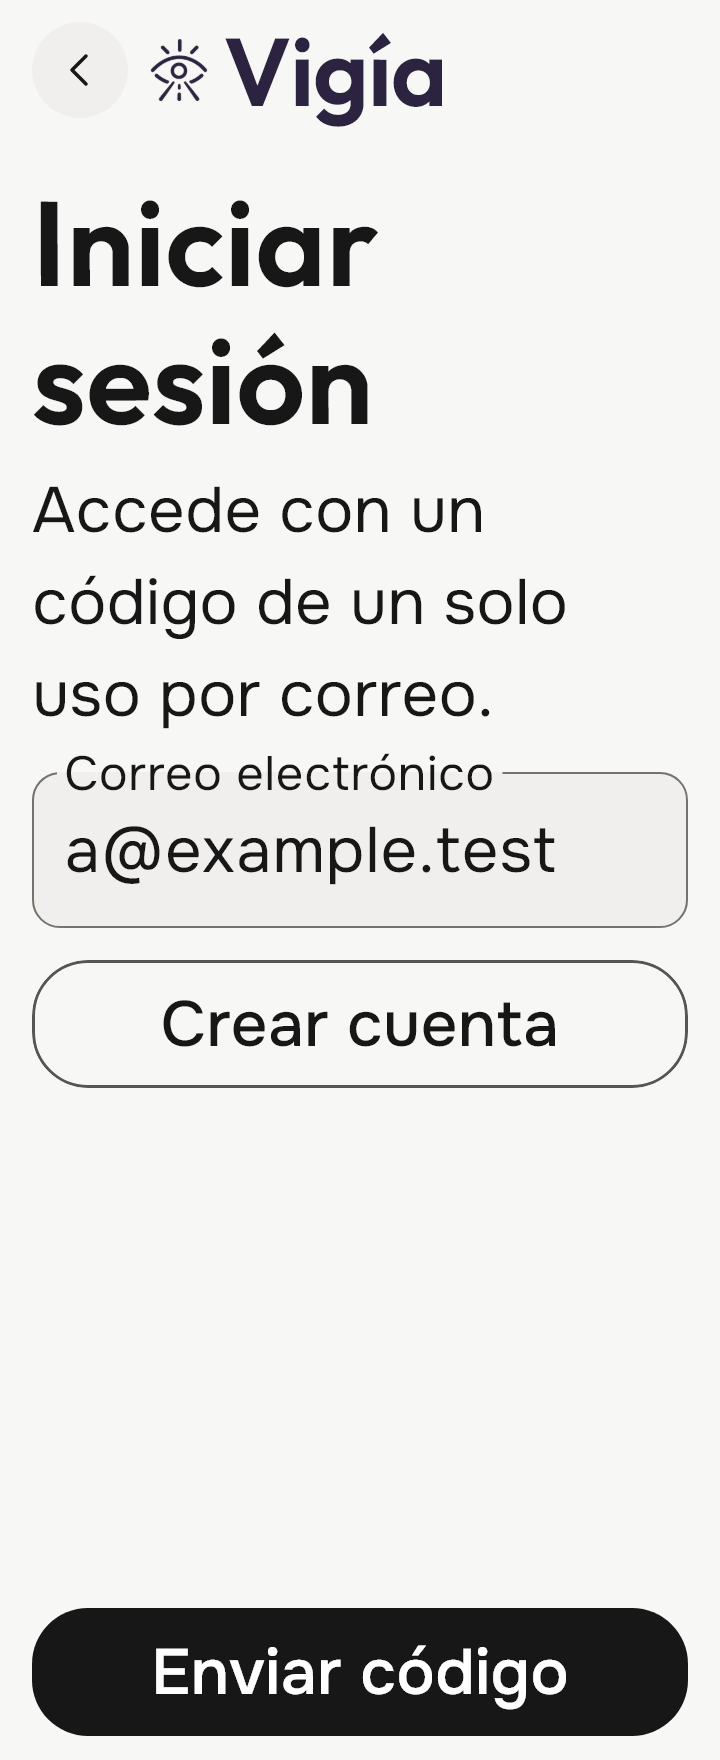 Vigía
Iniciar
sesión
Accede con un
código de un solo
uso por correo.
Correo electrónico
a@example.test
Crear cuenta
Enviar código